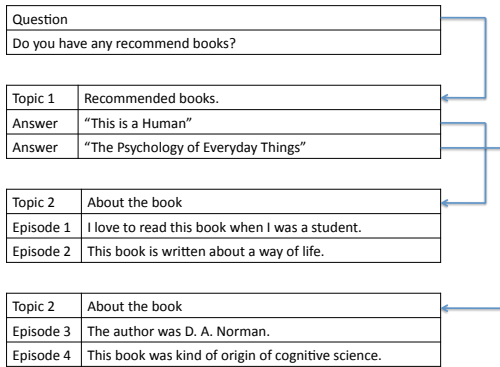 Question
Do you have any recommend books?
Topic 1 Recommended books.
Answer “This is a Human”
Answer “The Psychology of Everyday Things”
Topic 2 About the book
Episode 1 I love to read this book when I was a student.
Episode 2 This book is written about a way of life.
Topic 2 About the book
Episode 3 The author was D. A. Norman.
Episode 4 This book was kind of origin of cognitive science.